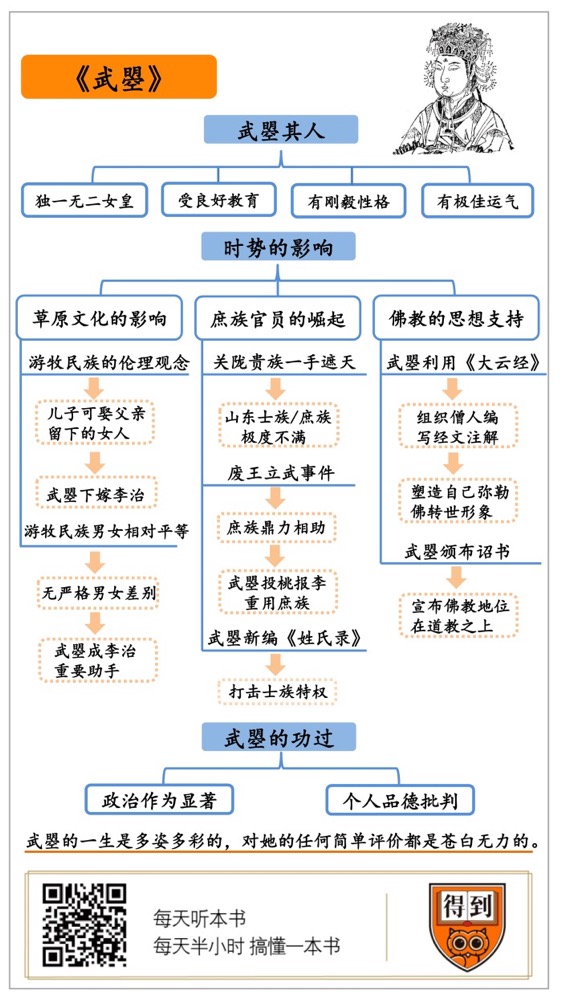 《武曌》
武曌其人
独一无二女皇
受良好教育
有刚毅性格
有极佳运气
时势的影响
草原文化的影响
游牧民族的伦理观念
儿子可娶父亲
留下的女人
武曌下嫁李治
游牧民族男女相对平等
无严格男女差别
武曌成李治
重要助手
庶族官员的崛起
关陇贵族一手遮天
山东士族/庶族
极度不满
废王立武事件
庶族鼎力相助
武曌投桃报李
重用庶族
武曌新编《姓氏录》
打击士族特权
佛教的思想支持
武曌利用《大云经》
组织僧人编
写经文注解
塑造自己弥勒
佛转世形象
武曌颁布诏书
宣布佛教地位
在道教之上
武曌的功过
政治作为显著
个人品德批判
武曌的一生是多姿多彩的，对她的任何简单评价都是苍白无力的。
每天听本书
每天半小时 搞懂一本书
得到